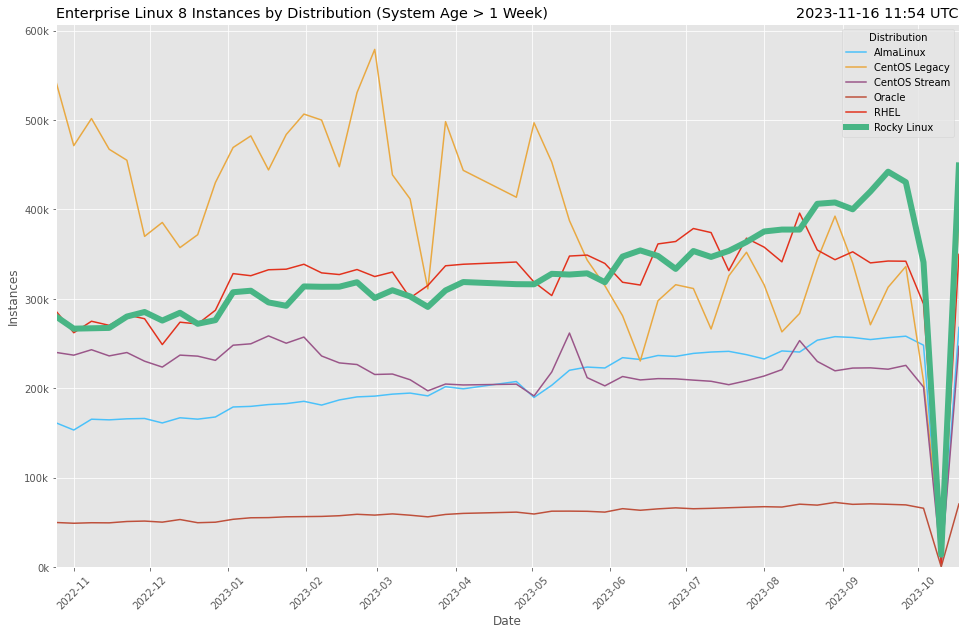 Enterprise Linux 8 Instances by Distribution (System Age > 1 Week)
2023-11-16 11:54 UTC
Distribution
AlmaLinux
CentOS Legacy
CentOS Stream
Oracle
RHEL
Rocky Linux
Instances
600k
500k
400k
300k
200k
100k
0k
2022-11
2022-12
2023-01
2023-02
2023-03
2023-04
2023-05
2023-06
2023-07
2023-08
2023-09
2023-10
Date